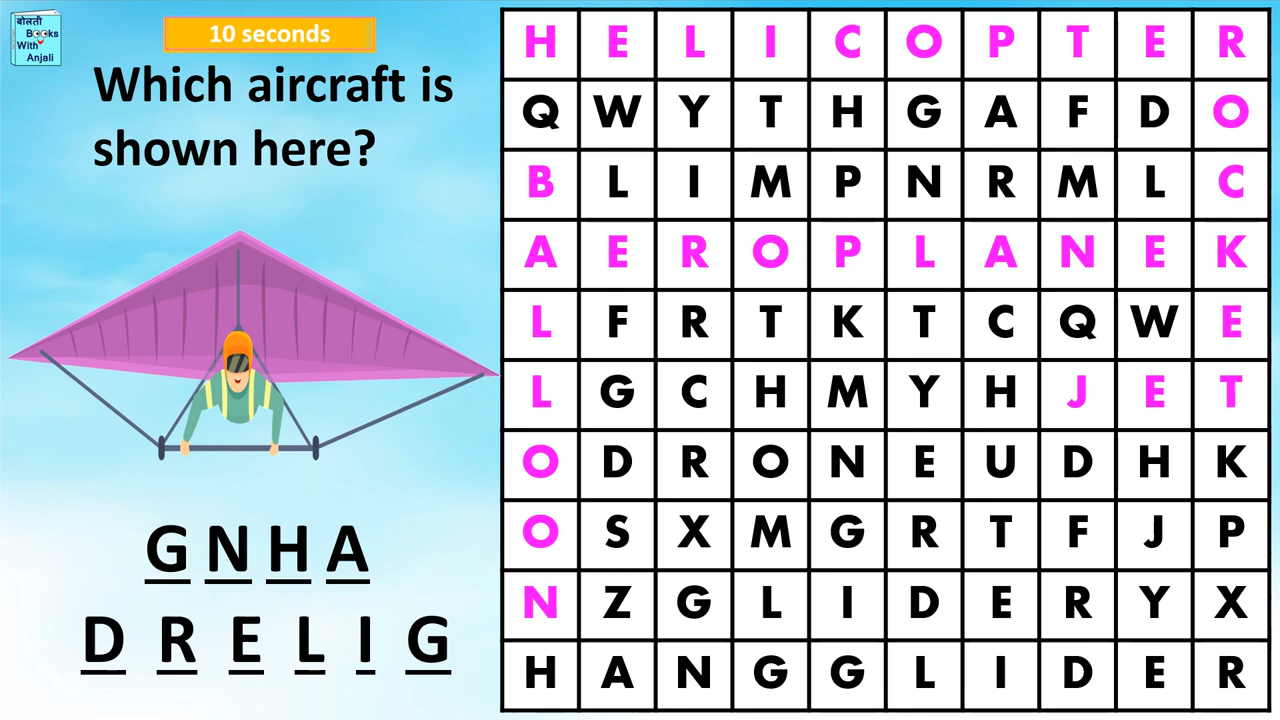 बोलती
Books
With
Anjali
10 seconds
Which aircraft is
shown here?
G N H A
D R E L I G
H E L I C O P T E R
Q W Y T H G A F D O
B L I M P N R M L C
A E R O P L A N E K
L F R T K T C Q W E
L G C H M Y H J E T
O D R O N E U D H K
O S X M G R T F J P
N Z G L I D E R Y X
H A N G G L I D E R